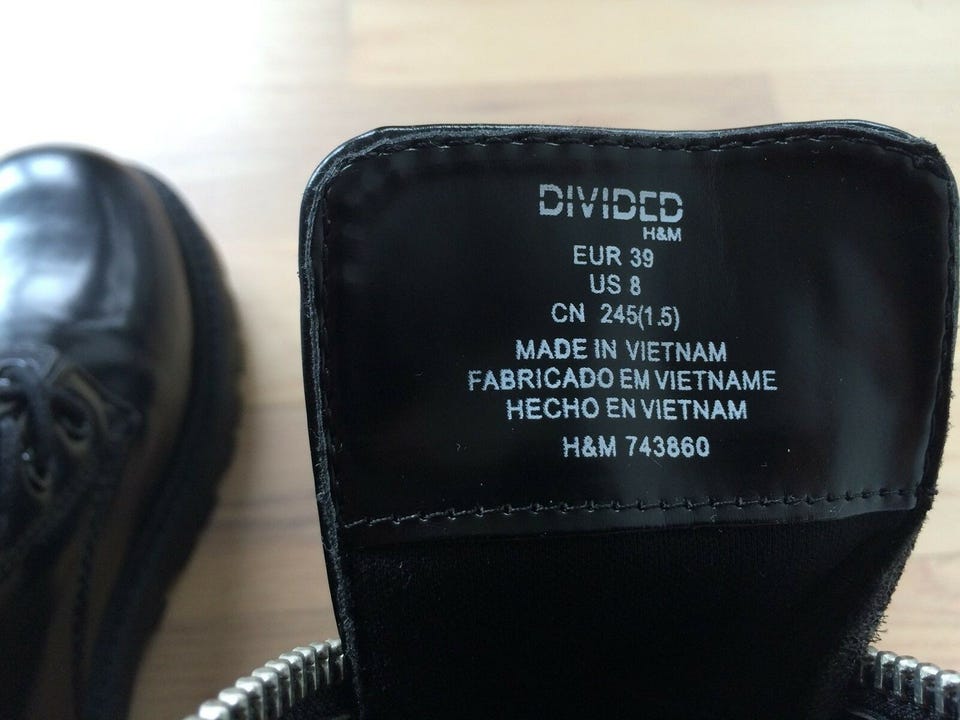 DIVIDED
H&M
EUR 39
US 8
CN 245(1.5)
MADE IN VIETNAM
FABRICADO EM VIETNAME
HECHO EN VIETNAM
H&M 743860